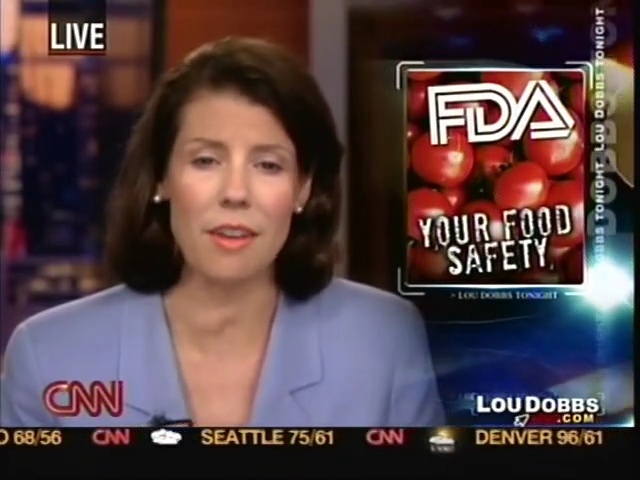 LIVE
FDA
YOUR FOOD
SAFETY
> LOU DOBBS TONIGHT
LOU DOBBS TONIGHT
CNN
LOUDOBBS
.COM
68/56 CNN SEATTLE 75/61 CNN DENVER 96/61